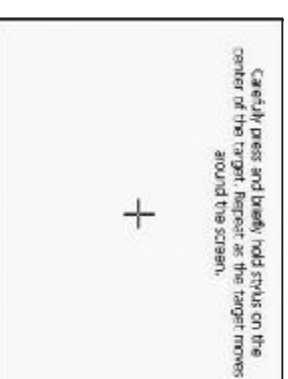 Carefully press and briefly hold stylus on the
center of the target. Repeat as the target moves
around the screen.